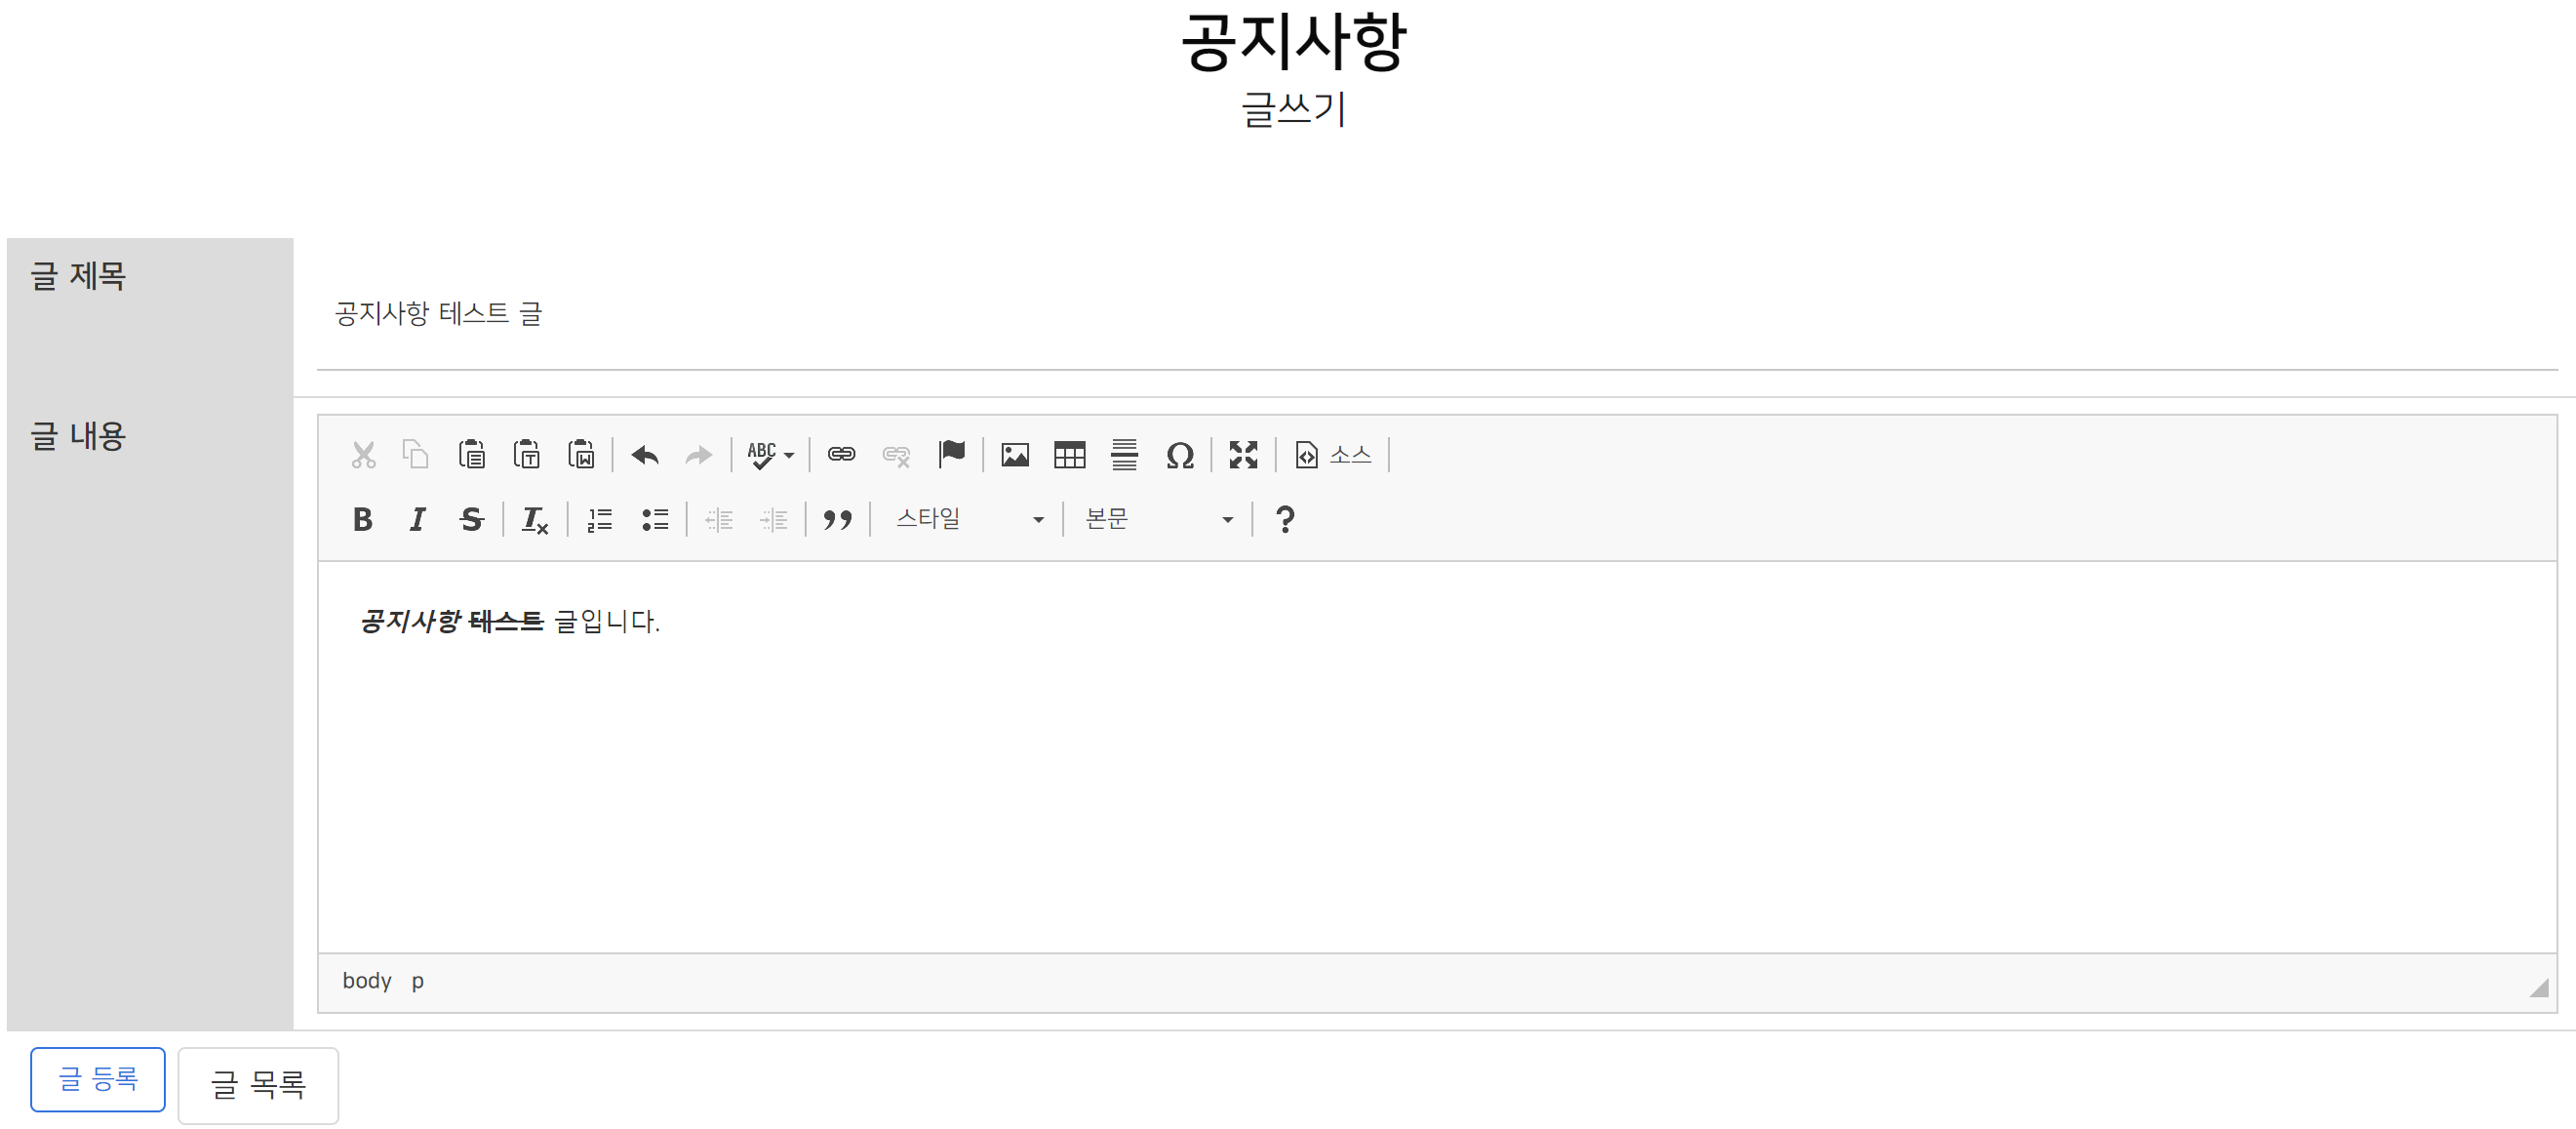 공지사항
글쓰기
글 제목
공지사항 테스트 글
글 내용
ABC
소스
스타일 본문
공지사항 테스트 글입니다.
body p
글 등록 글 목록